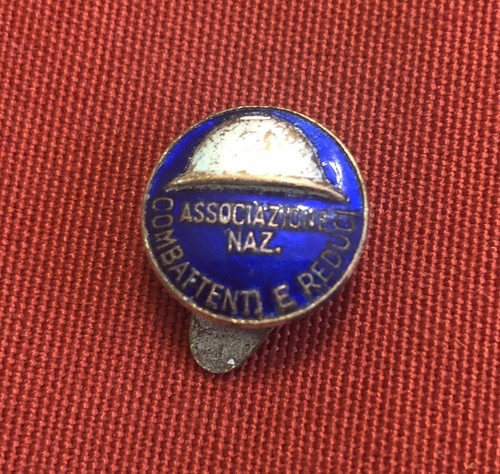 ASSOCIAZIONE
NAZ.
COMBATTENTI E REDUCI